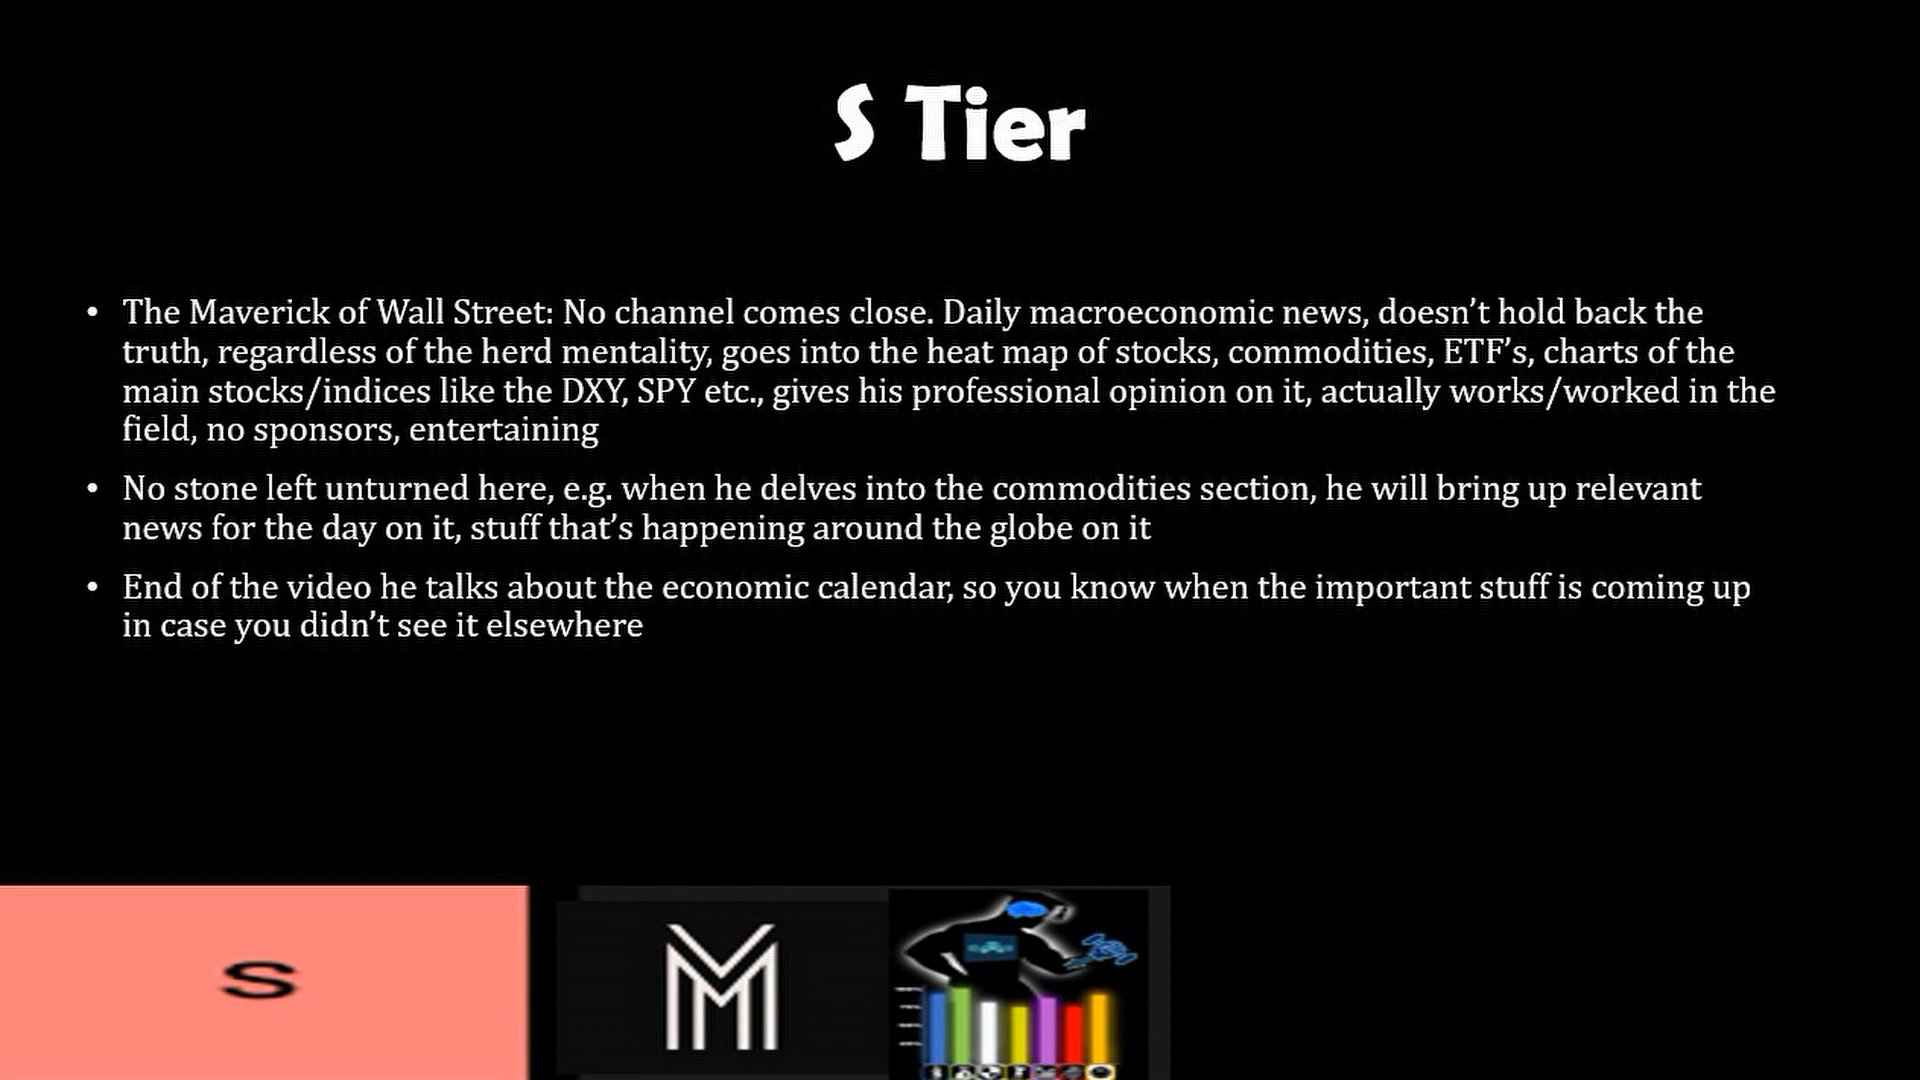 S Tier
• The Maverick of Wall Street: No channel comes close. Daily macroeconomic news, doesn’t hold back the
truth, regardless of the herd mentality, goes into the heat map of stocks, commodities, ETF’s, charts of the
main stocks/indices like the DXY, SPY etc., gives his professional opinion on it, actually works/worked in the
field, no sponsors, entertaining
• No stone left unturned here, e.g. when he delves into the commodities section, he will bring up relevant
news for the day on it, stuff that’s happening around the globe on it
• End of the video he talks about the economic calendar, so you know when the important stuff is coming up
in case you didn’t see it elsewhere
S
M